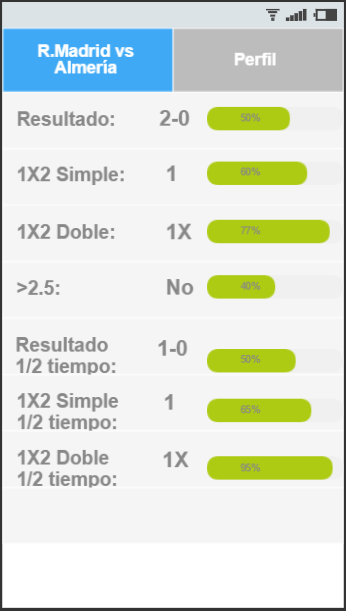 R.Madrid vs
Almería
Perfil
Resultado: 2-0 50%
1X2 Simple: 1 60%
1X2 Doble: 1X 77%
>2.5: No 40%
Resultado
1/2 tiempo: 1-0 50%
1X2 Simple
1/2 tiempo: 1 65%
1X2 Doble
1/2 tiempo: 1X 95%